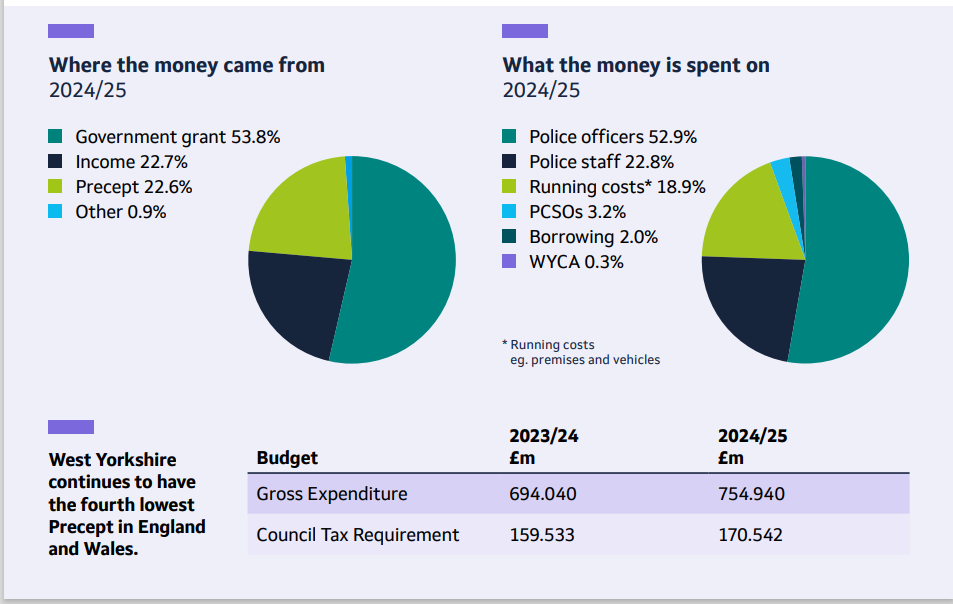 Where the money came from
2024/25
Government grant 53.8%
Income 22.7%
Precept 22.6%
Other 0.9%
What the money is spent on
2024/25
Police officers 52.9%
Police staff 22.8%
Running costs* 18.9%
PCSOs 3.2%
Borrowing 2.0%
WYCA 0.3%
* Running costs
eg. premises and vehicles
West Yorkshire
continues to have
the fourth lowest
Precept in England
and Wales.
2023/24 2024/25
Budget £m £m
Gross Expenditure 694.040 754.940
Council Tax Requirement 159.533 170.542